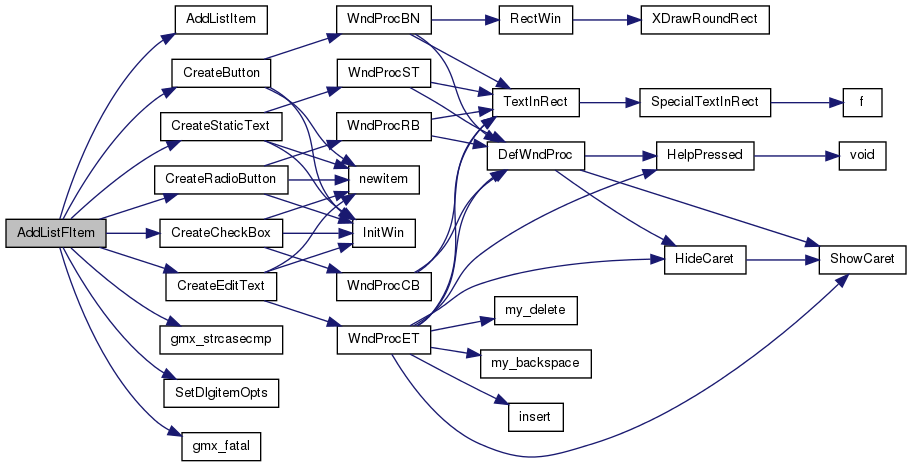 AddListFItem
AddListItem
CreateButton
CreateStaticText
CreateRadioButton
CreateCheckBox
CreateEditText
gmx_strcasecmp
SetDlgitemOpts
gmx_fatal
WndProcBN
WndProcST
WndProcRB
newitem
InitWin
WndProcCB
WndProcET
RectWin
TextInRect
DefWndProc
my_delete
my_backspace
insert
XDrawRoundRect
SpecialTextInRect
HelpPressed
HideCaret
f
void
ShowCaret